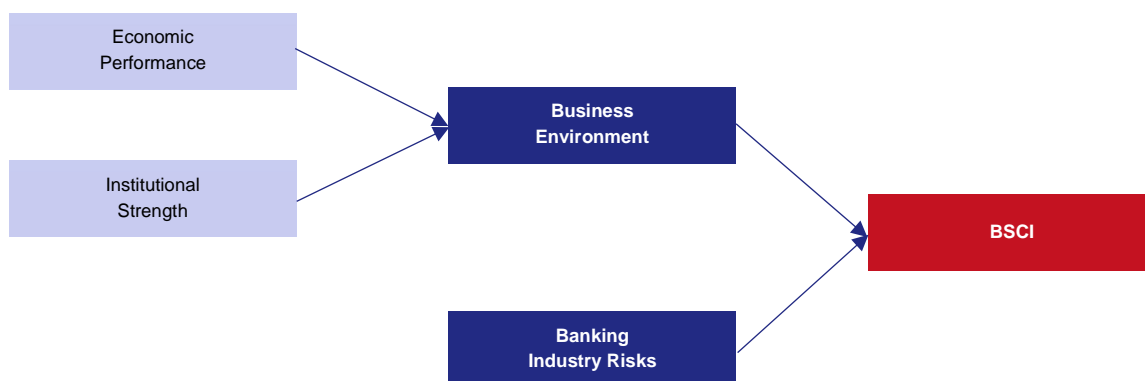 Economic
Performance
Institutional
Strength
Business
Environment
Banking
Industry Risks
BSCI